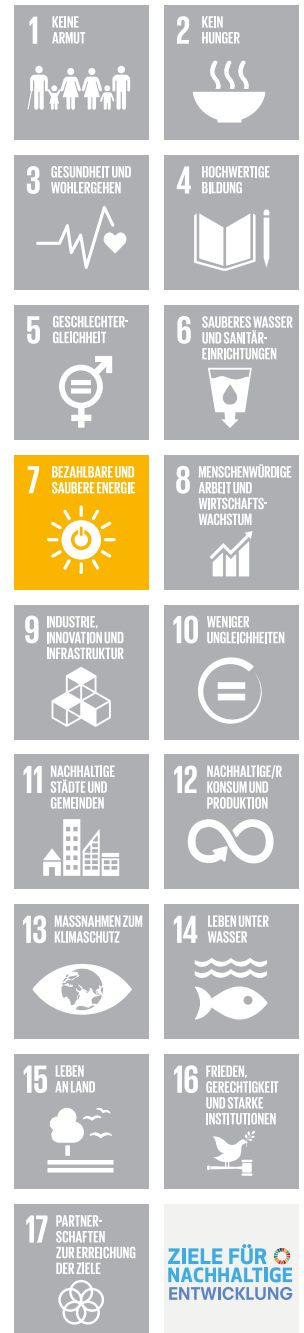 1 KEINE
ARMUT
2 KEIN
HUNGER
3 GESUNDHEIT UND
WOHLERGEHEN
4 HOCHWERTIGE
BILDUNG
5 GESCHLECHTER-
GLEICHHEIT
6 SAUBERES WASSER
UND SANITÄR-
EINRICHTUNGEN
7 BEZAHLBARE UND
SAUBERE ENERGIE
8 MENSCHENWÜRDIGE
ARBEIT UND
WIRTSCHAFTS-
WACHSTUM
9 INDUSTRIE,
INNOVATION UND
INFRASTRUKTUR
10 WENIGER
UNGLEICHHEITEN
11 NACHHALTIGE
STÄDTE UND
GEMEINDEN
12 NACHHALTIGE/R
KONSUM UND
PRODUKTION
13 MASSNAHMEN ZUM
KLIMASCHUTZ
14 LEBEN UNTER
WASSER
15 LEBEN
AN LAND
16 FRIEDEN,
GERECHTIGKEIT
UND STARKE
INSTITUTIONEN
17 PARTNER-
SCHAFTEN
ZUR ERREICHUNG
DER ZIELE
ZIELE FÜR
NACHHALTIGE
ENTWICKLUNG